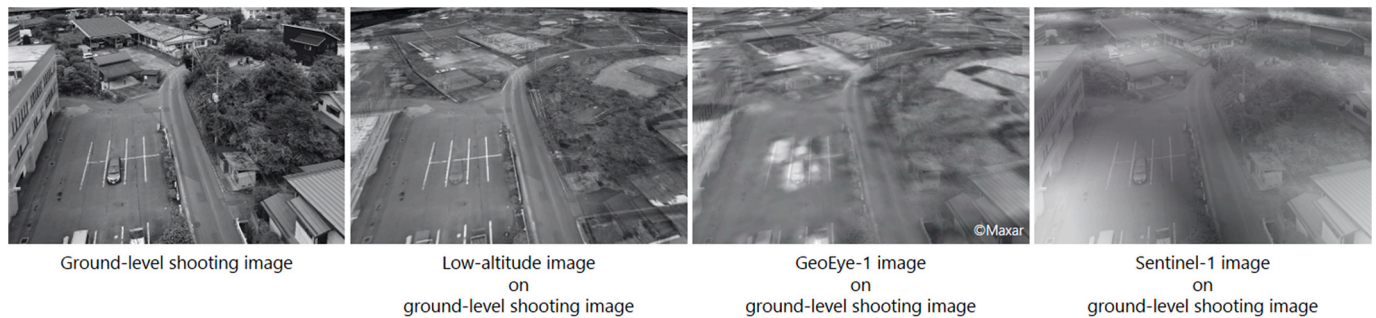 ©Maxar
Ground-level shooting image
Low-altitude image
on
ground-level shooting image
GeoEye-1 image
on
ground-level shooting image
Sentinel-1 image
on
ground-level shooting image